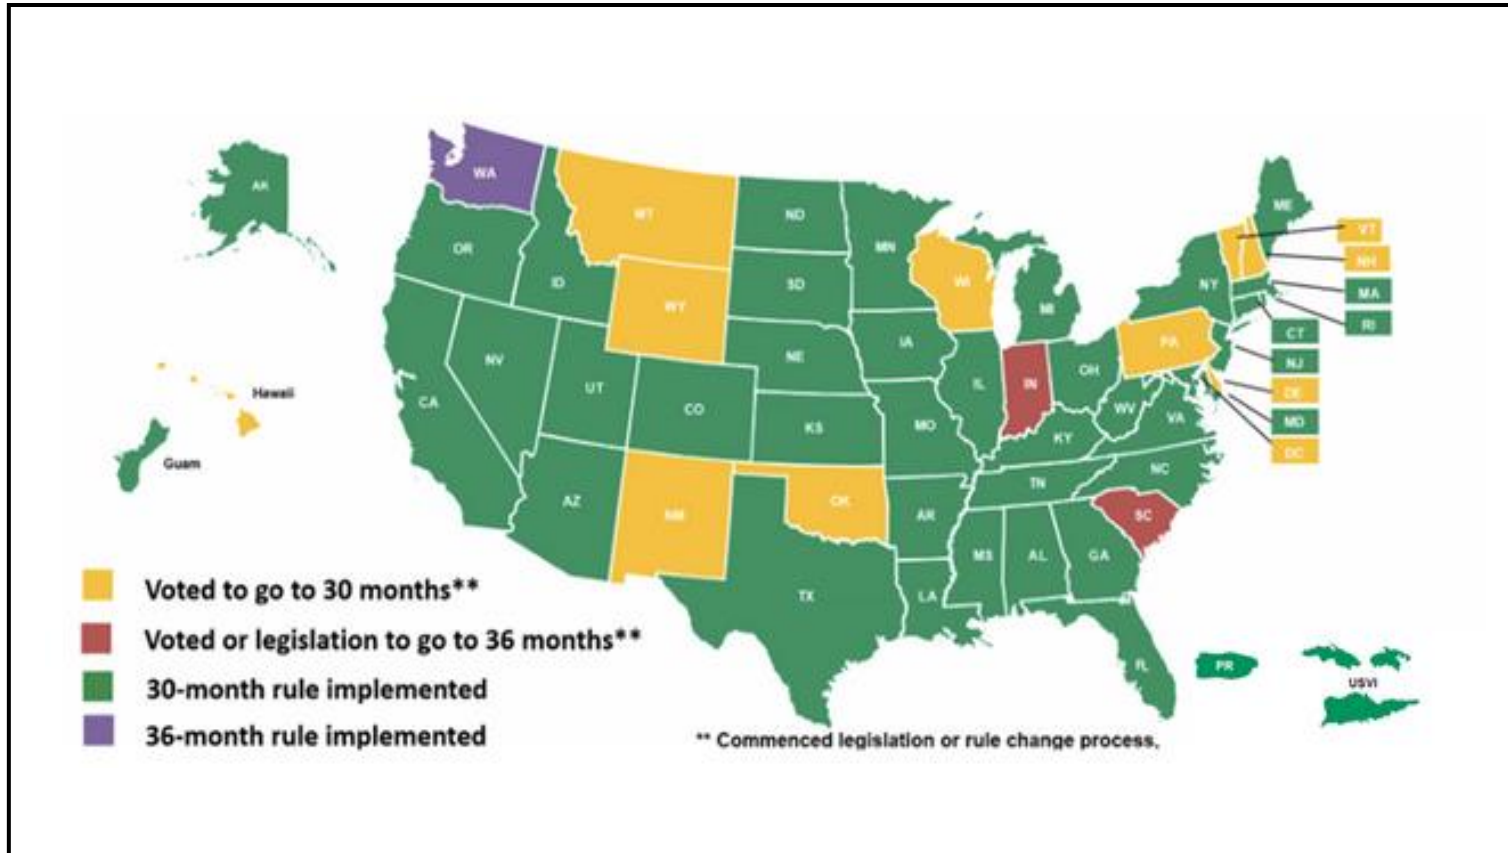 AK
WA
MT
ND
MN
ME
VT
OR
ID
SD
WI
NY
NH
MI
MA
WY
RI
CT
NV
NE
IA
PA
NJ
UT
IL
IN
OH
DE
Hawaii
CA
CO
WV
VA
MD
KS
MO
KY
DC
Guam
NC
TN
AZ
NM
OK
AR
SC
MS
AL
GA
TX
LA
FL
PR
USVI
Voted to go to 30 months**
Voted or legislation to go to 36 months**
30-month rule implemented
36-month rule implemented
** Commenced legislation or rule change process.